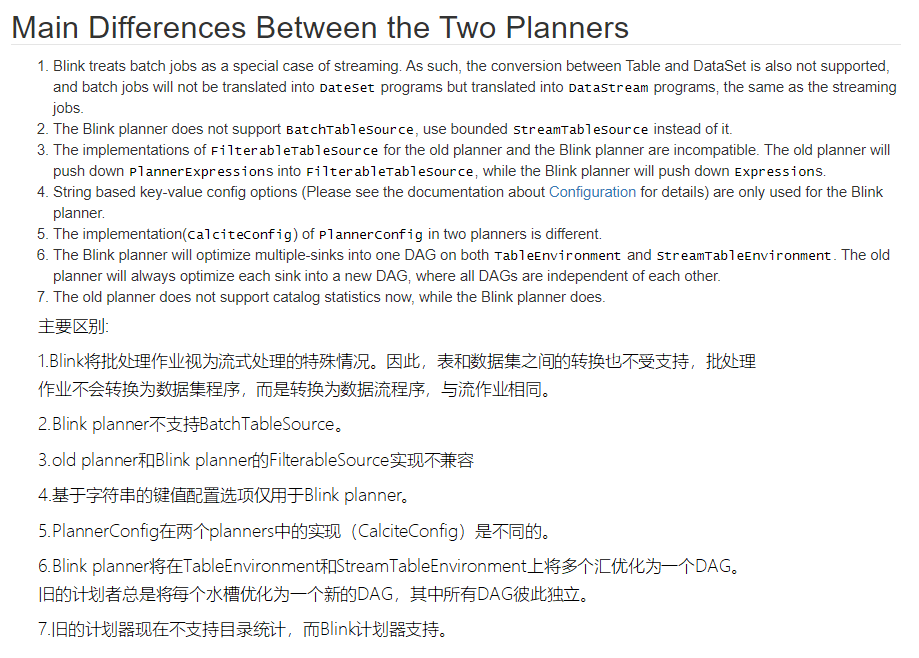 Main Differences Between the Two Planners
1. Blink treats batch jobs as a special case of streaming. As such, the conversion between Table and DataSet is also not supported,
and batch jobs will not be translated into DateSet programs but translated into DataStream programs, the same as the streaming
jobs.
2. The Blink planner does not support BatchTableSource, use bounded StreamTableSource instead of it.
3. The implementations of FilterableTableSource for the old planner and the Blink planner are incompatible. The old planner will
push down PlannerExpressions into FilterableTableSource, while the Blink planner will push down Expressions.
4. String based key-value config options (Please see the documentation about Configuration for details) are only used for the Blink
planner.
5. The implementation(CalciteConfig) of PlannerConfig in two planners is different.
6. The Blink planner will optimize multiple-sinks into one DAG on both TableEnvironment and StreamTableEnvironment. The old
planner will always optimize each sink into a new DAG, where all DAGs are independent of each other.
7. The old planner does not support catalog statistics now, while the Blink planner does.
主要区别:
1.Blink将批处理作业视为流式处理的特殊情况。因此，表和数据集之间的转换也不受支持，批处理
作业不会转换为数据集程序，而是转换为数据流程序，与流作业相同。
2.Blink planner不支持BatchTableSource。
3.old planner和Blink planner的FilterableSource实现不兼容
4.基于字符串的键值配置选项仅用于Blink planner。
5.PlannerConfig在两个planners中的实现（CalciteConfig）是不同的。
6.Blink planner将在TableEnvironment和StreamTableEnvironment上将多个汇优化为一个DAG。
旧的计划者总是将每个水槽优化为一个新的DAG，其中所有DAG彼此独立。
7.旧的计划器现在不支持目录统计，而Blink计划器支持。